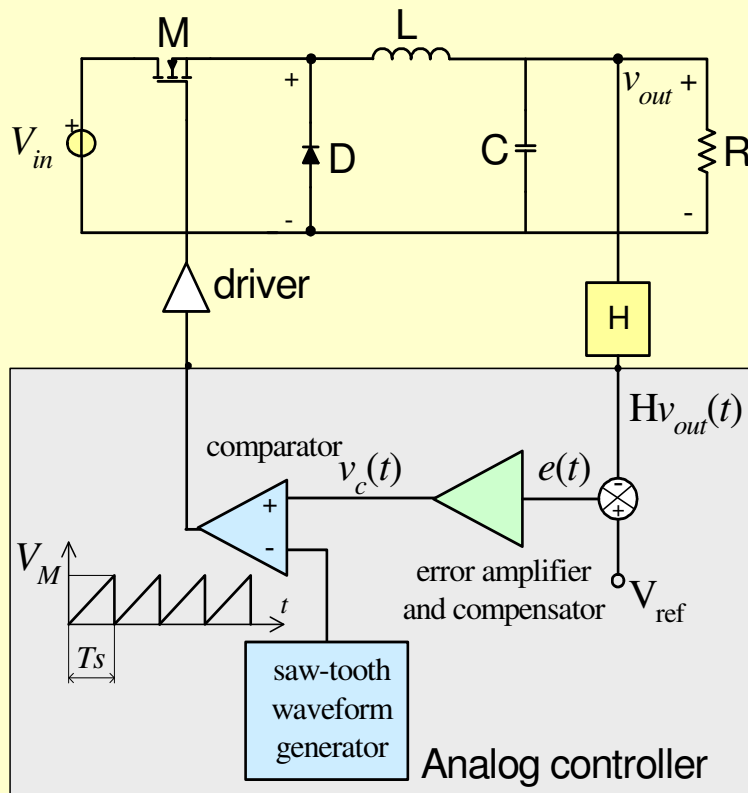 M
L
+
v_out
+
V_in
+
D
C
R
-
-
driver
H
Hv_out(t)
comparator
v_c(t)
e(t)
-
+
+
-
V_M
t
Ts
error amplifier
and compensator
V_ref
saw-tooth
waveform
generator
Analog controller